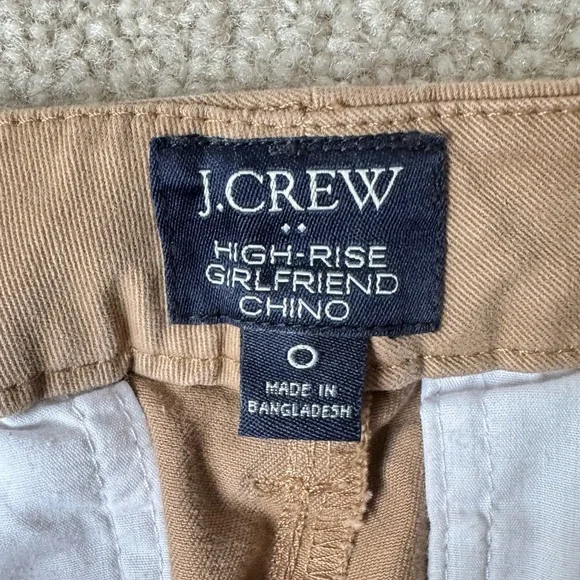 J.CREW
HIGH-RISE
GIRLFRIEND
CHINO
0
MADE IN
BANGLADESH